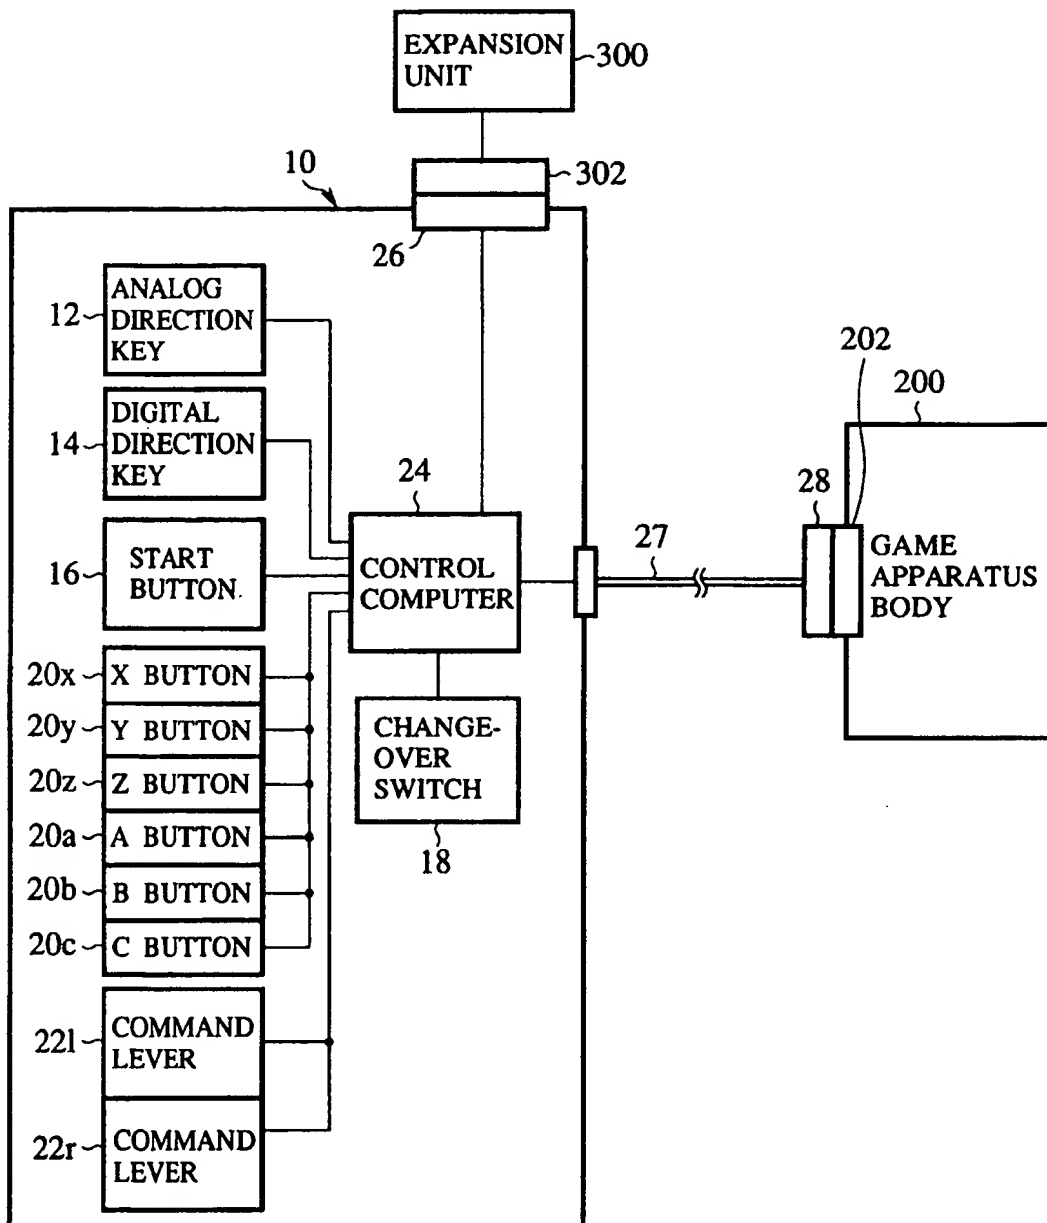 EXPANSION
UNIT
300
302
10
26
12
ANALOG
DIRECTION
KEY
202
200
14
DIGITAL
DIRECTION
KEY
24
28
16
START
BUTTON.
CONTROL
COMPUTER
27
GAME
APPARATUS
BODY
20x
X BUTTON
20y
Y BUTTON
20z
Z BUTTON
20a
A BUTTON
20b
B BUTTON
20c
C BUTTON
CHANGE-
OVER
SWITCH
18
22l
COMMAND
LEVER
22r
COMMAND
LEVER